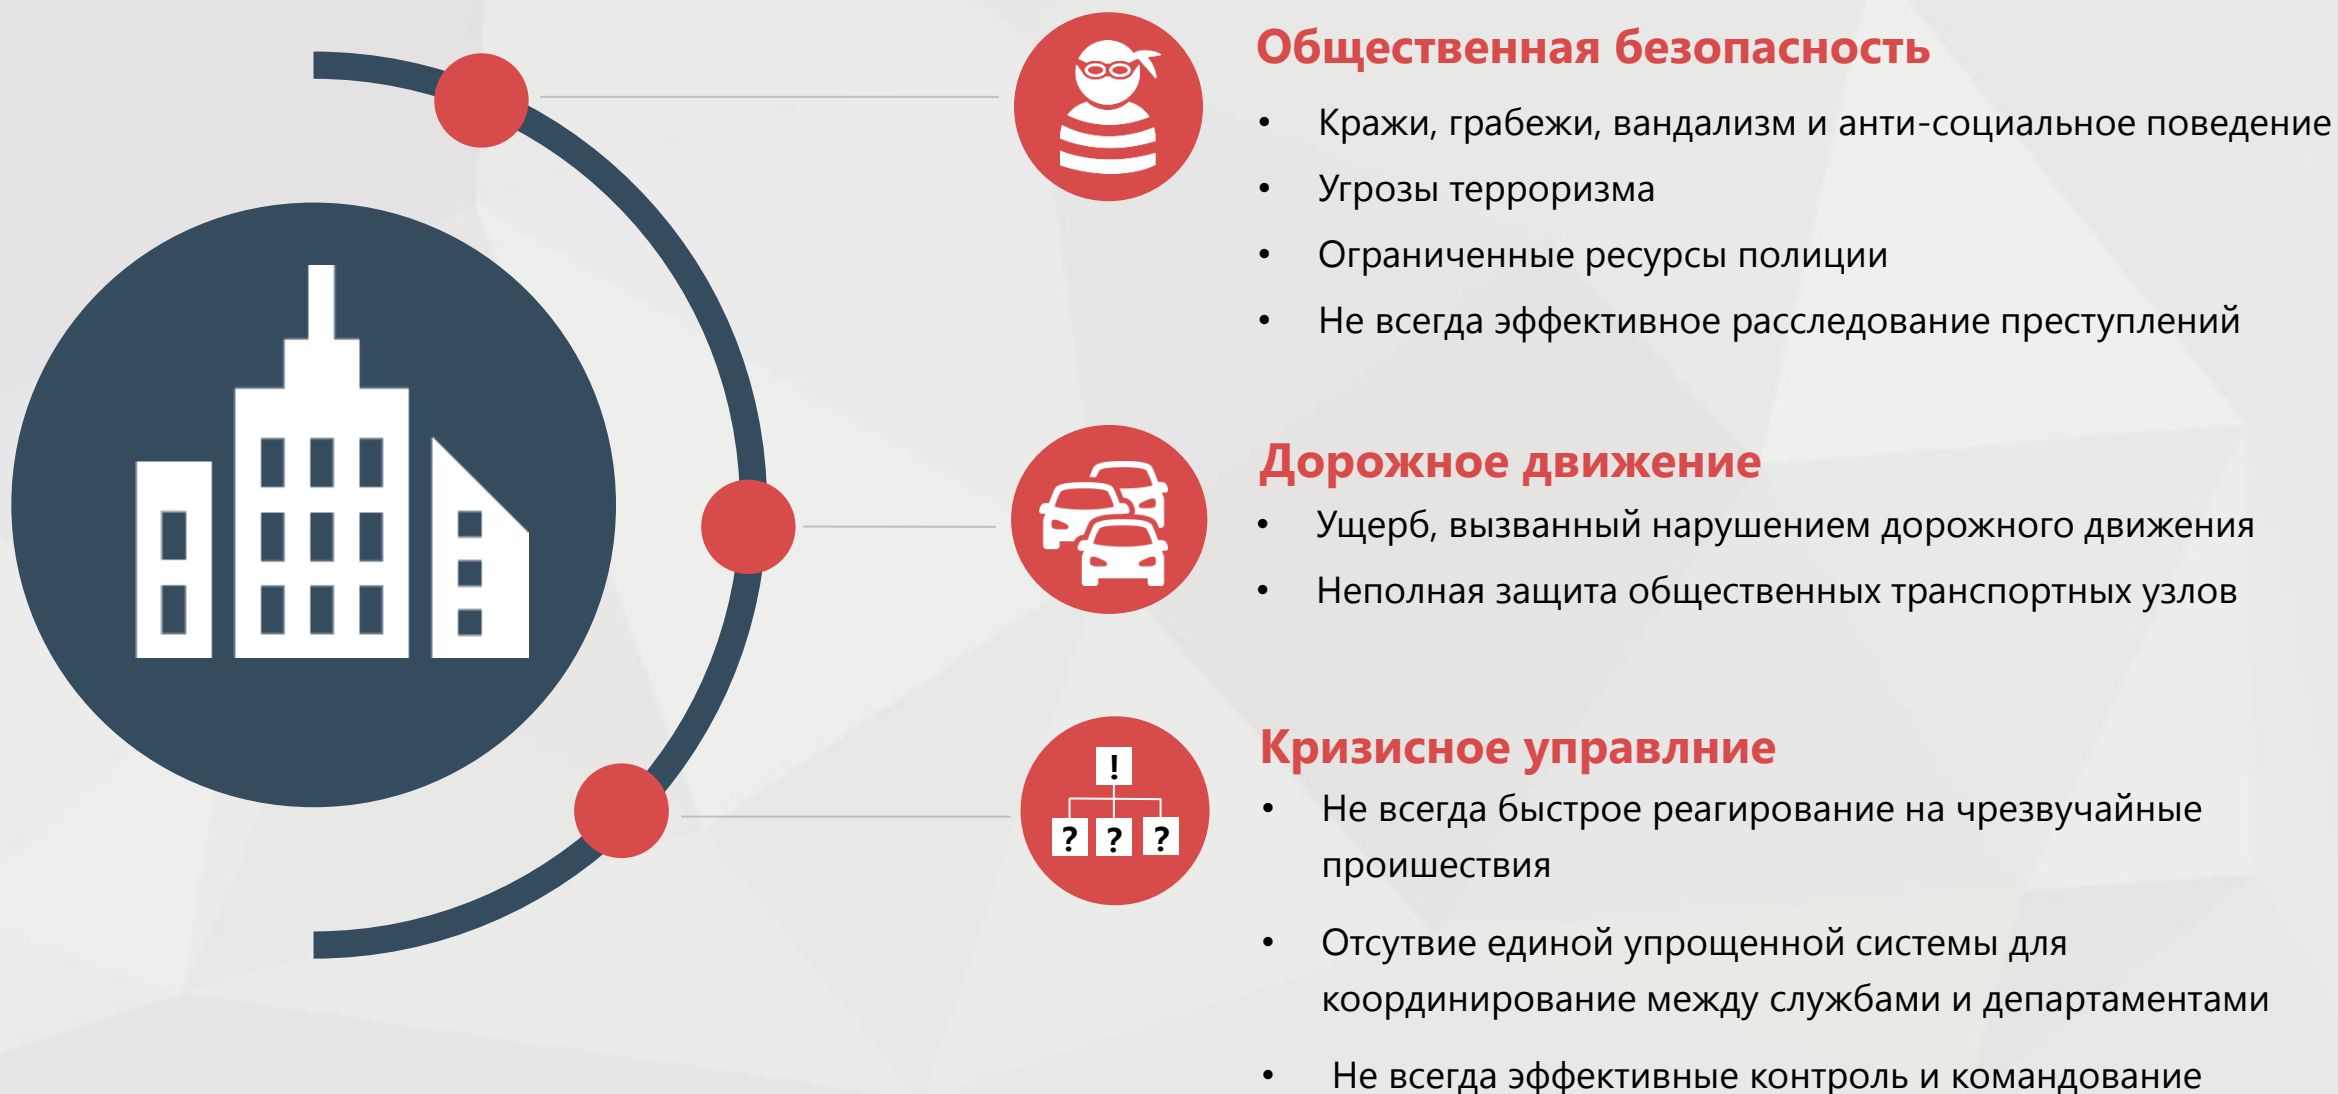 Общественная безопасность
• Кражи, грабежи, вандализм и анти-социальное поведение
• Угрозы терроризма
• Ограниченные ресурсы полиции
• Не всегда эффективное расследование преступлений
Дорожное движение
• Ущерб, вызванный нарушением дорожного движения
• Неполная защита общественных транспортных узлов
!
? ? ?
Кризисное управлние
• Не всегда быстрое реагирование на чрезвучайные
проишествия
• Отсутвие единой упрощенной системы для
координирование между службами и департаментами
• Не всегда эффективные контроль и командование